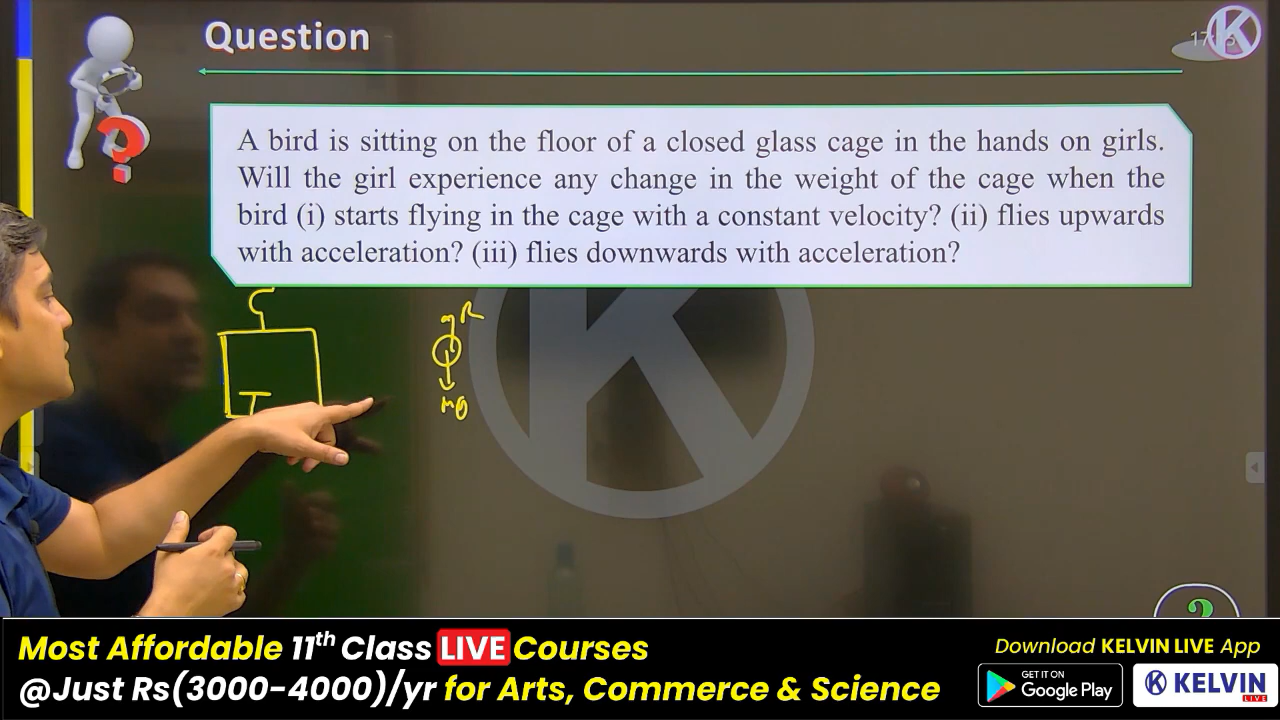 Question
K
A bird is sitting on the floor of a closed glass cage in the hands on girls.
Will the girl experience any change in the weight of the cage when the
bird (i) starts flying in the cage with a constant velocity? (ii) flies upwards
with acceleration? (iii) flies downwards with acceleration?
R
K
?
Most Affordable 11th Class LIVE Courses
@Just Rs(3000-4000)/yr for Arts, Commerce & Science
Download KELVIN LIVE App
GET IT ON
Google Play
K KELVIN
LIVE